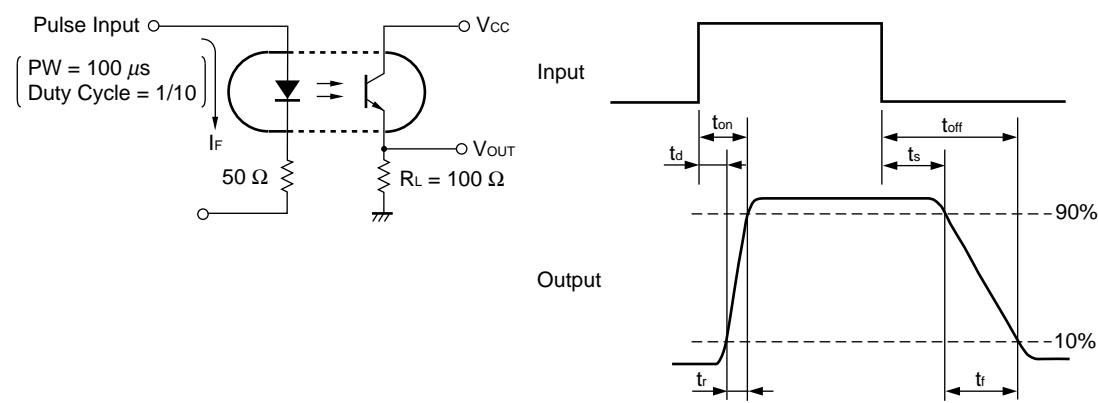 Pulse Input
VCC
PW = 100 μs
Duty Cycle = 1/10
IF
VOUT
50 Ω
RL = 100 Ω
Input
ton
toff
td
ts
90%
Output
10%
tr
tf